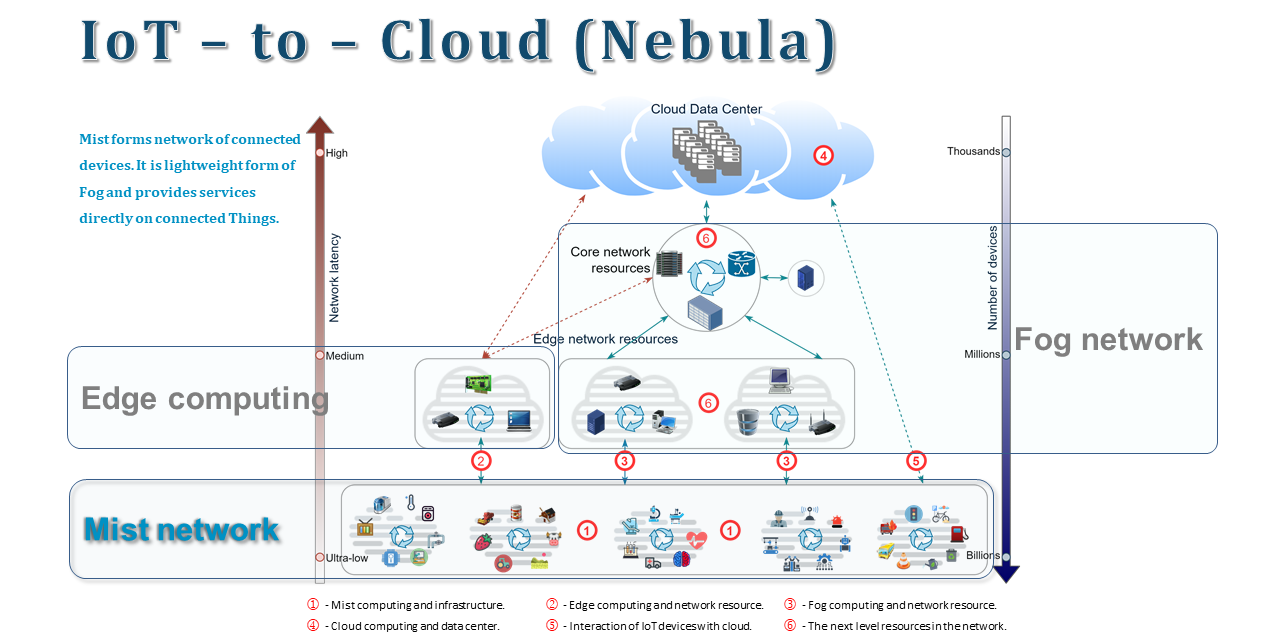 IoT – to – Cloud (Nebula)
Mist forms network of connected
devices. It is lightweight form of
Fog and provides services
directly on connected Things.
High
Network latency
Medium
Ultra-low
Cloud Data Center
4
Thousands
Number of devices
Millions
Billions
6
Core network
resources
Edge network resources
Fog network
Edge computing
6
2
3
3
5
Mist network
1
1
① - Mist computing and infrastructure.
② - Edge computing and network resource.
③ - Fog computing and network resource.
④ - Cloud computing and data center.
⑤ - Interaction of IoT devices with cloud.
⑥ - The next level resources in the network.